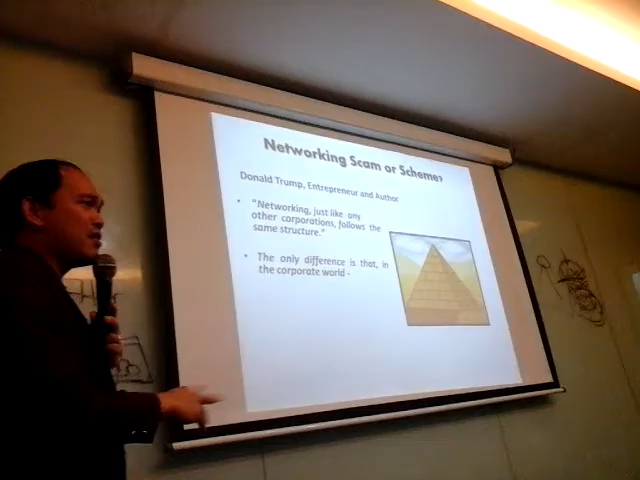 Networking Scam or Scheme?
Donald Trump, Entrepreneur and Author
• "Networking, just like any
other corporations, follows the
same structure."
• The only difference is that, in
the corporate world -